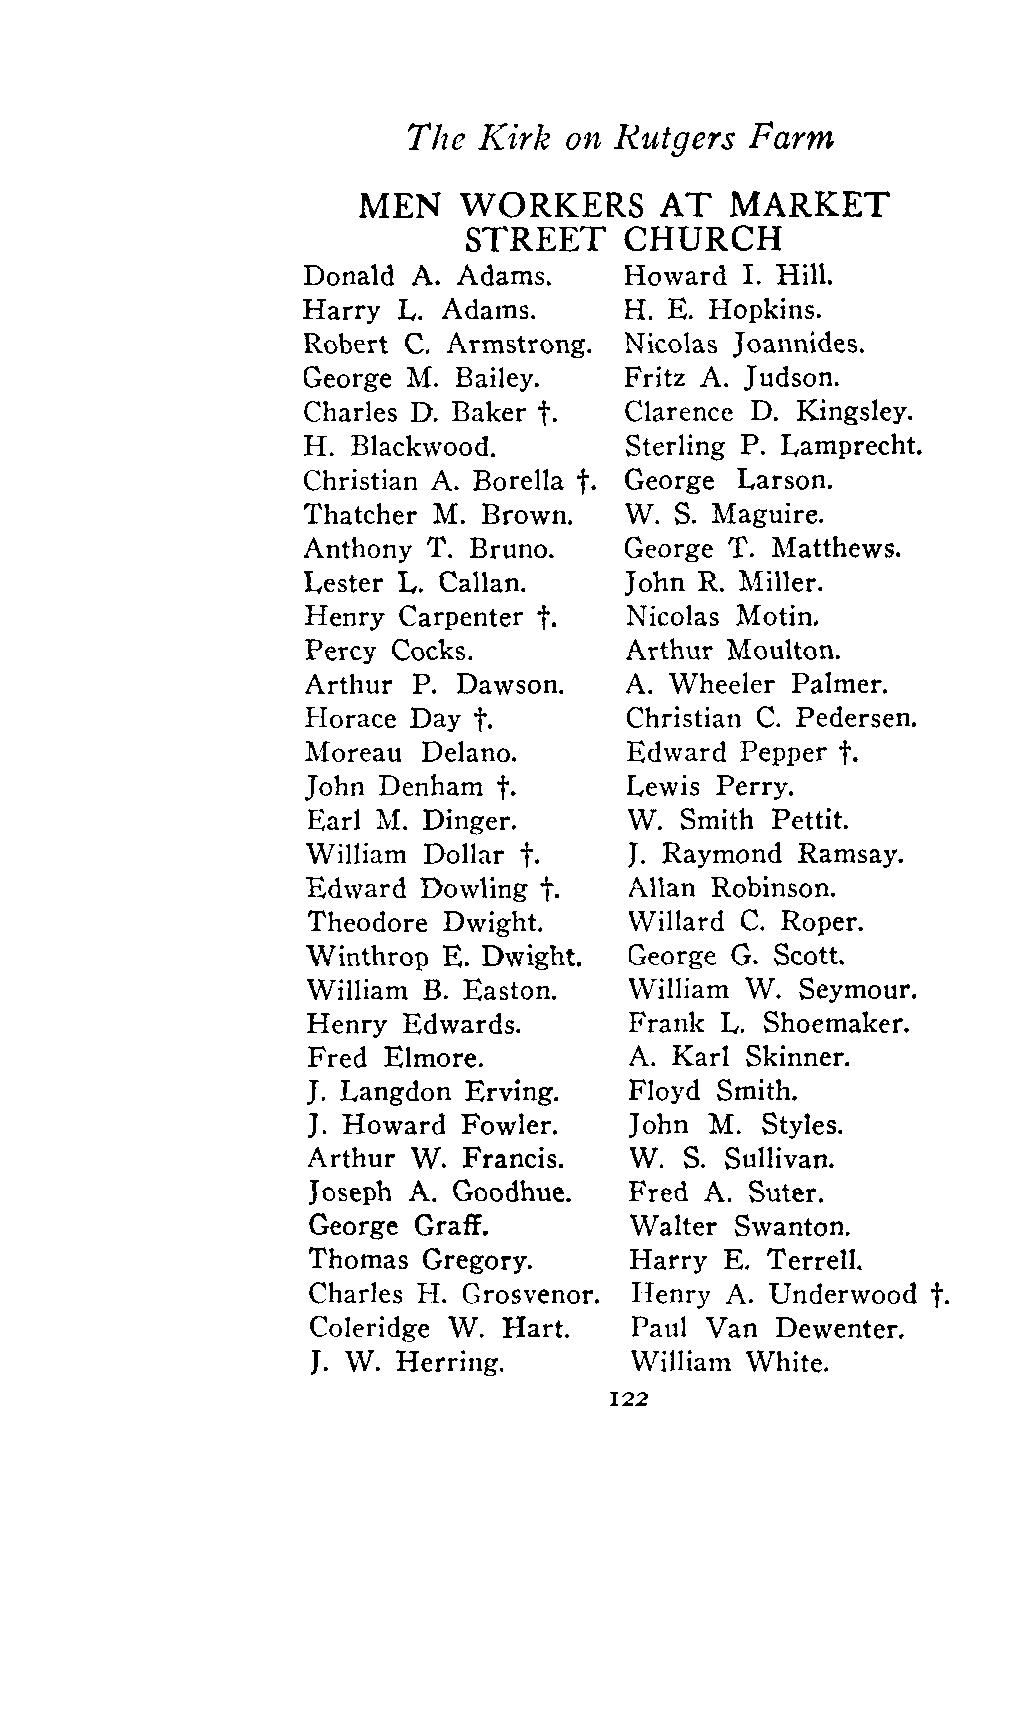 The Kirk on Rutgers Farm
MEN WORKERS AT MARKET
STREET CHURCH
Donald A. Adams.
Harry L. Adams.
Robert C. Armstrong.
George M. Bailey.
Charles D. Baker †.
H. Blackwood.
Christian A. Borella †.
Thatcher M. Brown.
Anthony T. Bruno.
Lester L. Callan.
Henry Carpenter †.
Percy Cocks.
Arthur P. Dawson.
Horace Day †.
Moreau Delano.
John Denham †.
Earl M. Dinger.
William Dollar †.
Edward Dowling †.
Theodore Dwight.
Winthrop E. Dwight.
William B. Easton.
Henry Edwards.
Fred Elmore.
J. Langdon Erving.
J. Howard Fowler.
Arthur W. Francis.
Joseph A. Goodhue.
George Graff.
Thomas Gregory.
Charles H. Grosvenor.
Coleridge W. Hart.
J. W. Herring.
Howard I. Hill.
H. E. Hopkins.
Nicolas Joannides.
Fritz A. Judson.
Clarence D. Kingsley.
Sterling P. Lamprecht.
George Larson.
W. S. Maguire.
George T. Matthews.
John R. Miller.
Nicolas Motin.
Arthur Moulton.
A. Wheeler Palmer.
Christian C. Pedersen.
Edward Pepper †.
Lewis Perry.
W. Smith Pettit.
J. Raymond Ramsay.
Allan Robinson.
Willard C. Roper.
George G. Scott.
William W. Seymour.
Frank L. Shoemaker.
A. Karl Skinner.
Floyd Smith.
John M. Styles.
W. S. Sullivan.
Fred A. Suter.
Walter Swanton.
Harry E. Terrell.
Henry A. Underwood †.
Paul Van Dewenter.
William White.
122